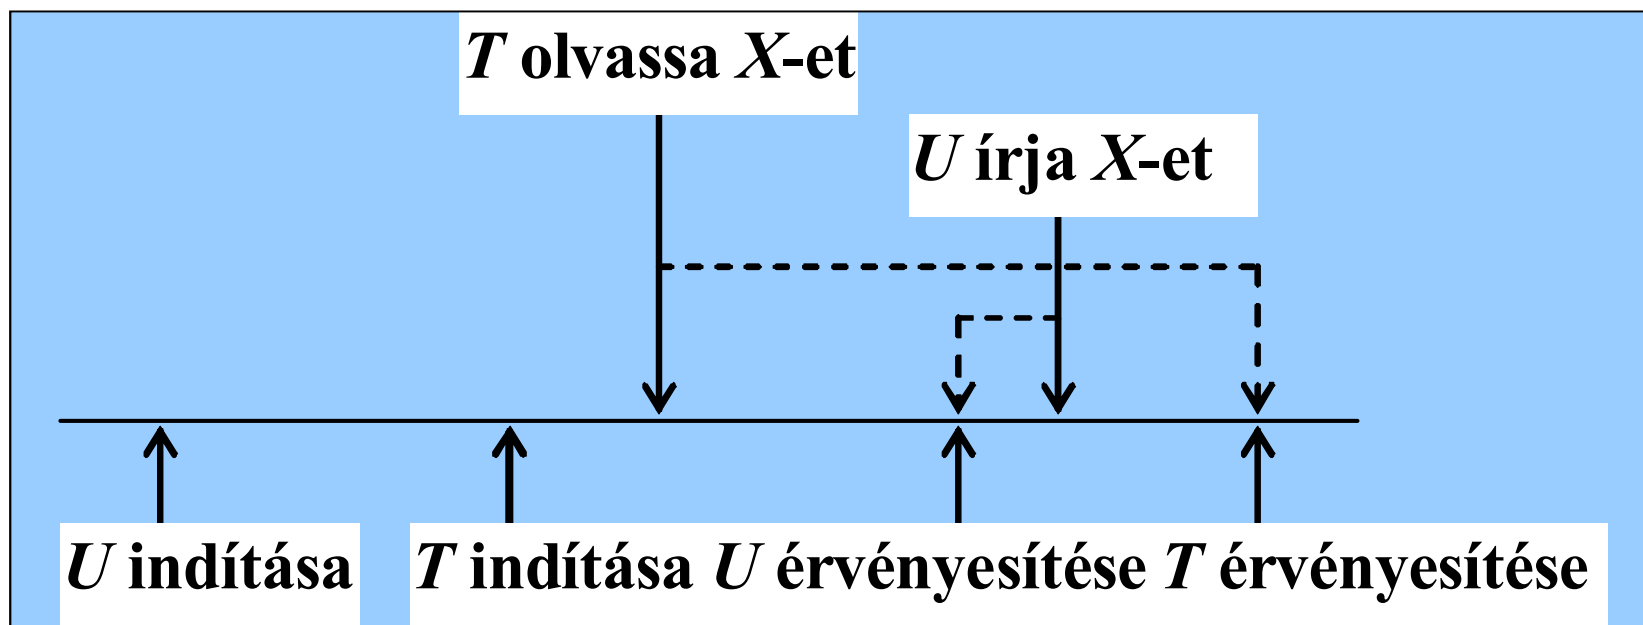 T olvassa X-et
U írja X-et
U indítása T indítása U érvényesítése T érvényesítése